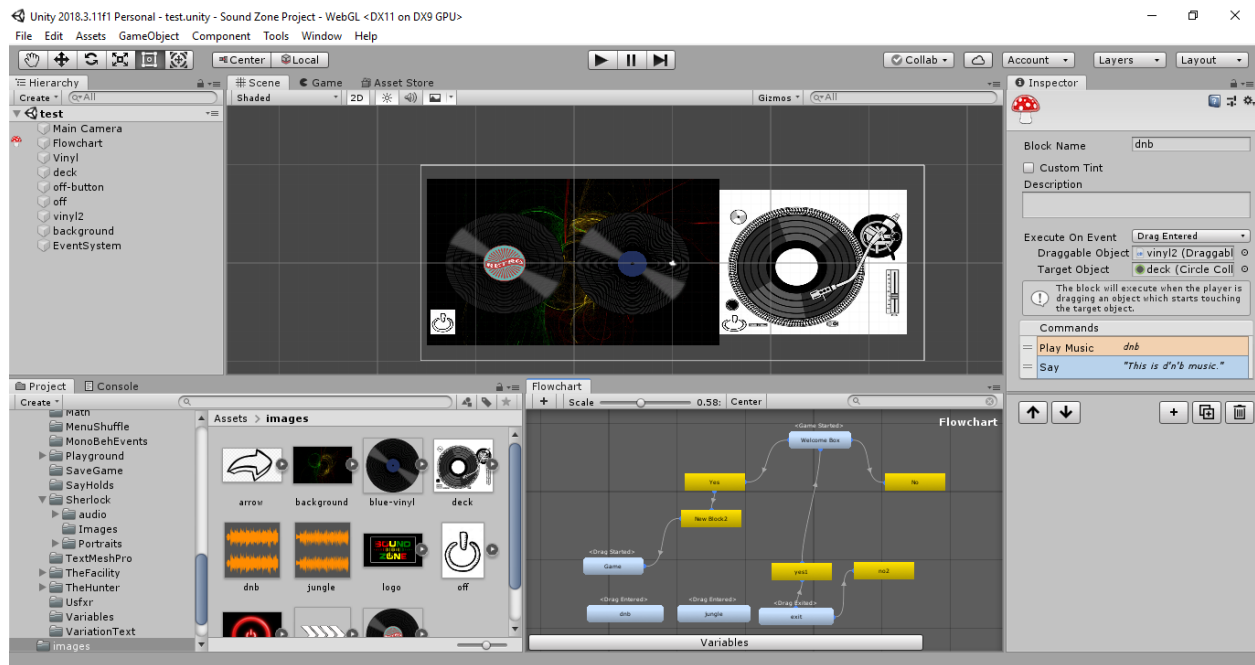 Unity 2018.3.11f1 Personal - test.unity - Sound Zone Project - WebGL <DX11 on DX9 GPU>
File Edit Assets GameObject Component Tools Window Help
Center Local Collab Account Layers Layout
Hierarchy
Create All
test
Main Camera
Flowchart
Vinyl
deck
off-button
off
vinyl2
background
EventSystem
Scene Game Asset Store
Shaded 2D Gizmos All
Inspector
Block Name dnb
Custom Tint
Description
Execute On Event Drag Entered
Draggable Object vinyl2 (Draggabl
Target Object deck (Circle Coll
The block will execute when the player is
dragging an object which starts touching
the target object.
Commands
Play Music dnb
Say "This is d'n'b music."
Project Console
Create
Math
MenuShuffle
MonoBehEvents
Playground
SaveGame
SayHolds
Sherlock
audio
Images
Portraits
TextMeshPro
TheFacility
TheHunter
Usfxr
Variables
VariationText
images
Assets > images
arrow background blue-vinyl deck
SOUND
ZONE
dnb jungle logo off
Flowchart
+ Scale 0.58: Center
Flowchart
<Game Started>
Welcome Box
Yes
No
New Block2
<Drag Started>
Game
yes1
no2
<Drag Entered> <Drag Entered> <Drag Exited>
dnb jungle exit
Variables